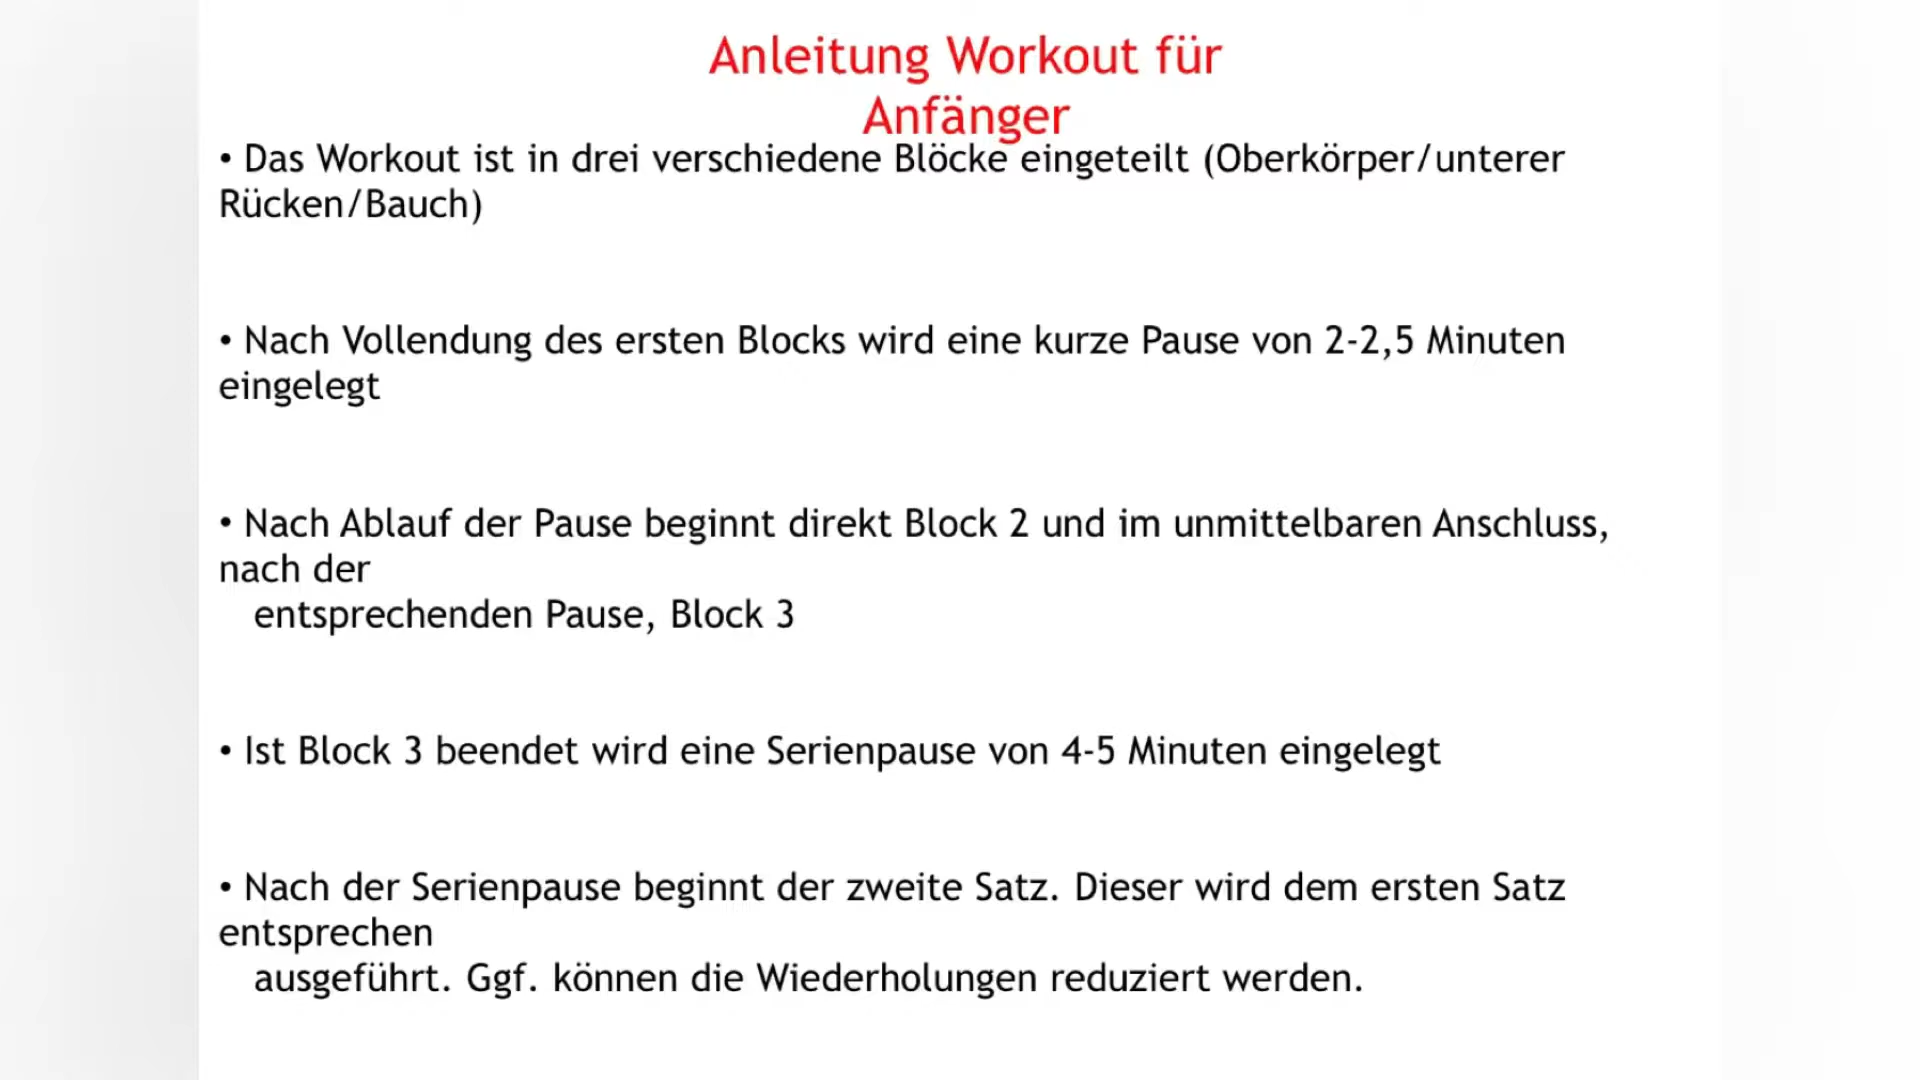 Anleitung Workout für
Anfänger
• Das Workout ist in drei verschiedene Blöcke eingeteilt (Oberkörper/unterer
Rücken/Bauch)
• Nach Vollendung des ersten Blocks wird eine kurze Pause von 2-2,5 Minuten
eingelegt
• Nach Ablauf der Pause beginnt direkt Block 2 und im unmittelbaren Anschluss,
nach der
entsprechenden Pause, Block 3
• Ist Block 3 beendet wird eine Serienpause von 4-5 Minuten eingelegt
• Nach der Serienpause beginnt der zweite Satz. Dieser wird dem ersten Satz
entsprechen
ausgeführt. Ggf. können die Wiederholungen reduziert werden.